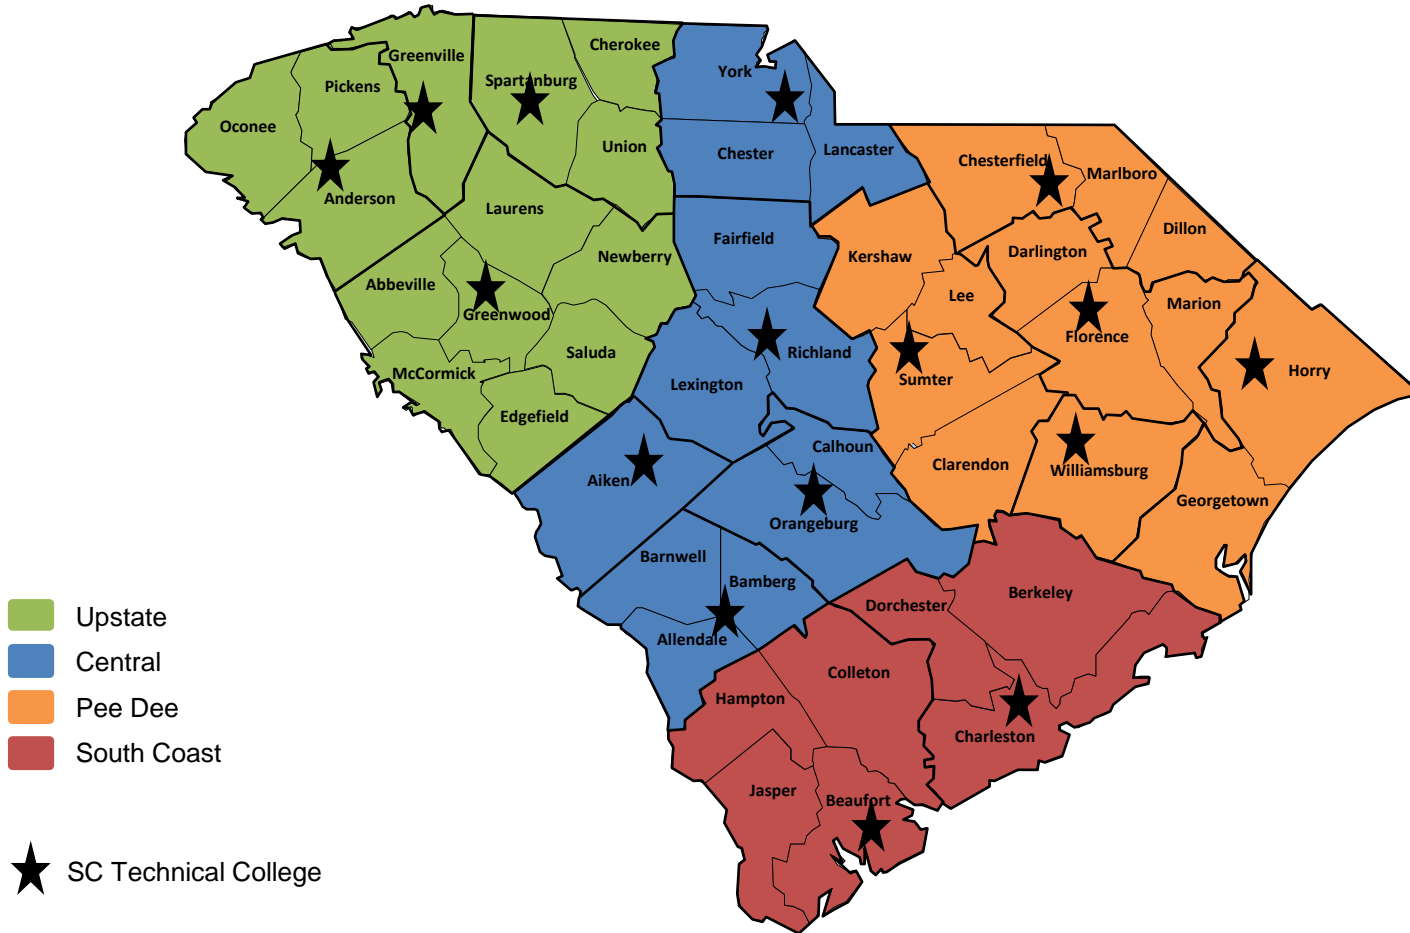 Cherokee
Greenville
York
Pickens
Spartanburg
Oconee
Union
Chester
Lancaster
Chesterfield
Marlboro
Anderson
Laurens
Fairfield
Dillon
Newberry
Kershaw
Darlington
Abbeville
Lee
Marion
Greenwood
Florence
Saluda
Richland
McCormick
Lexington
Sumter
Horry
Edgefield
Calhoun
Clarendon
Williamsburg
Aiken
Georgetown
Orangeburg
Barnwell
Bamberg
Berkeley
Dorchester
Allendale
Colleton
Hampton
Charleston
Jasper
Beaufort
Upstate
Central
Pee Dee
South Coast
SC Technical College